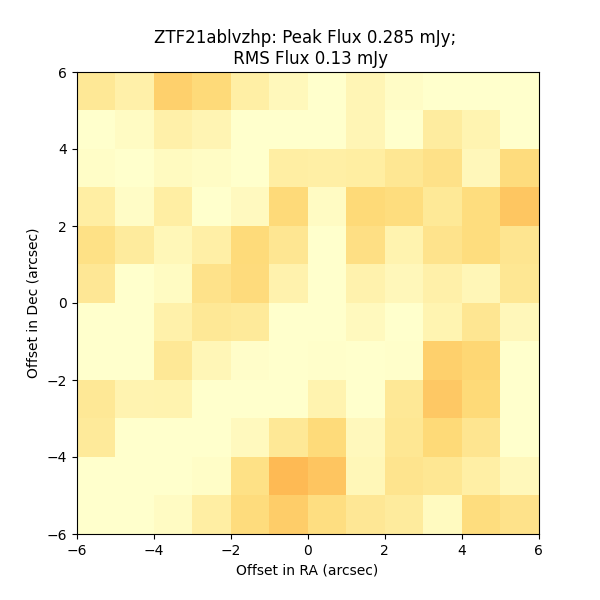 ZTF21ablvzhp: Peak Flux 0.285 mJy;
RMS Flux 0.13 mJy
6
4
2
0
−2
−4
−6
Offset in Dec (arcsec)
−6 −4 −2 0 2 4 6
Offset in RA (arcsec)